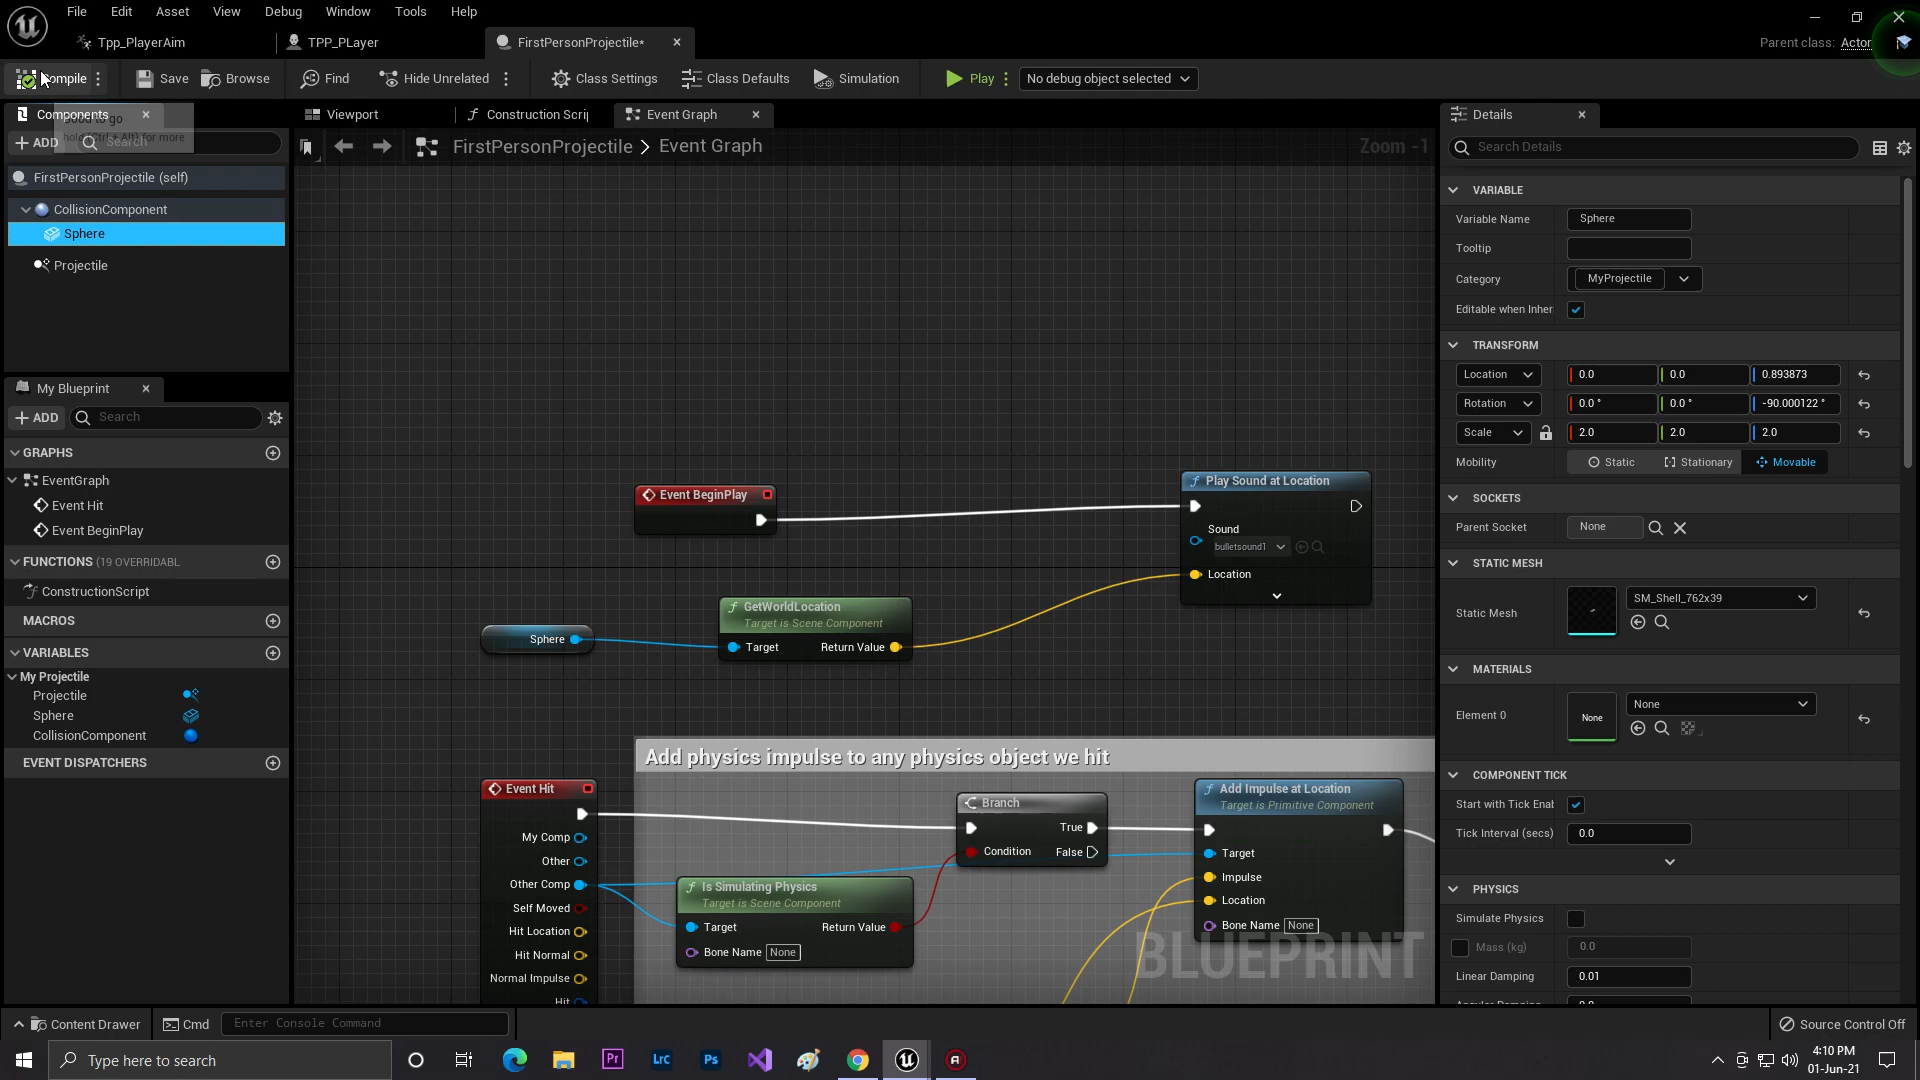 File Edit Asset View Debug Window Tools Help
Tpp_PlayerAim TPP_PLayer FirstPersonProjectile*
Parent class: Actor
ompile Save Browse Find Hide Unrelated Class Settings Class Defaults Simulation Play No debug object selected
Components
hold (Ctrl + Alt) for more
ADD Search
FirstPersonProjectile (self)
CollisionComponent
Sphere
Projectile
My Blueprint
ADD Search
GRAPHS
EventGraph
Event Hit
Event BeginPlay
FUNCTIONS (19 OVERRIDABL
ConstructionScript
MACROS
VARIABLES
My Projectile
Projectile
Sphere
CollisionComponent
EVENT DISPATCHERS
Viewport Construction Scrij Event Graph
FirstPersonProjectile > Event Graph
Zoom -1
Event BeginPlay
Play Sound at Location
Sound
bulletsound1
Location
GetWorldLocation
Target is Scene Component
Target Return Value
Sphere
Add physics impulse to any physics object we hit
Event Hit
My Comp
Other
Other Comp
Self Moved
Hit Location
Hit Normal
Normal Impulse
Hit
Branch
True
Condition False
Is Simulating Physics
Target is Scene Component
Target Return Value
Bone Name None
Add Impulse at Location
Target is Primitive Component
Target
Impulse
Location
Bone Name None
BLUEPRINT
Details
Search Details
VARIABLE
Variable Name Sphere
Tooltip
Category MyProjectile
Editable when Inher
TRANSFORM
Location 0.0 0.0 0.893873
Rotation 0.0 ° 0.0 ° -90.000122 °
Scale 2.0 2.0 2.0
Mobility Static Stationary Movable
SOCKETS
Parent Socket None
STATIC MESH
Static Mesh SM_Shell_762x39
MATERIALS
Element 0 None None
COMPONENT TICK
Start with Tick Enat
Tick Interval (secs) 0.0
PHYSICS
Simulate Physics
Mass (kg) 0.0
Linear Damping 0.01
Content Drawer Cmd Enter Console Command
Source Control Off
Type here to search
Pr Lrc Ps
4:10 PM
01-Jun-21